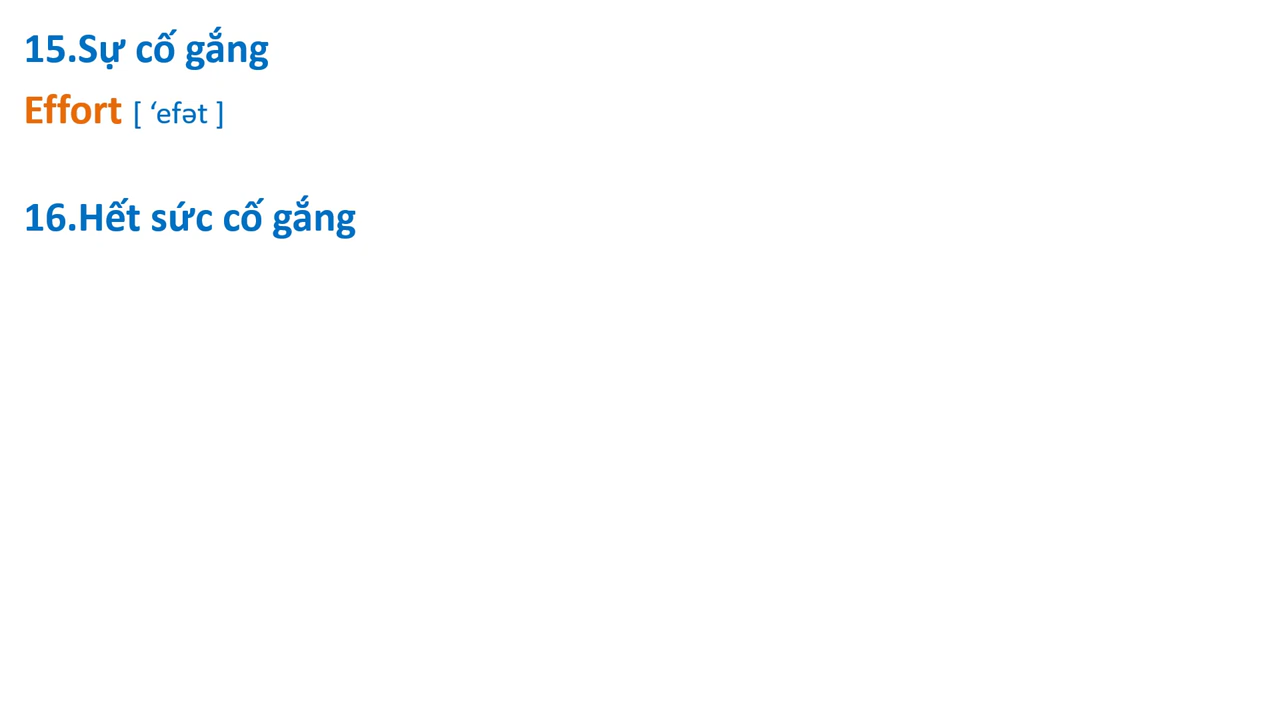 15.Sự cố gắng
Effort [ ‘efət ]
16.Hết sức cố gắng